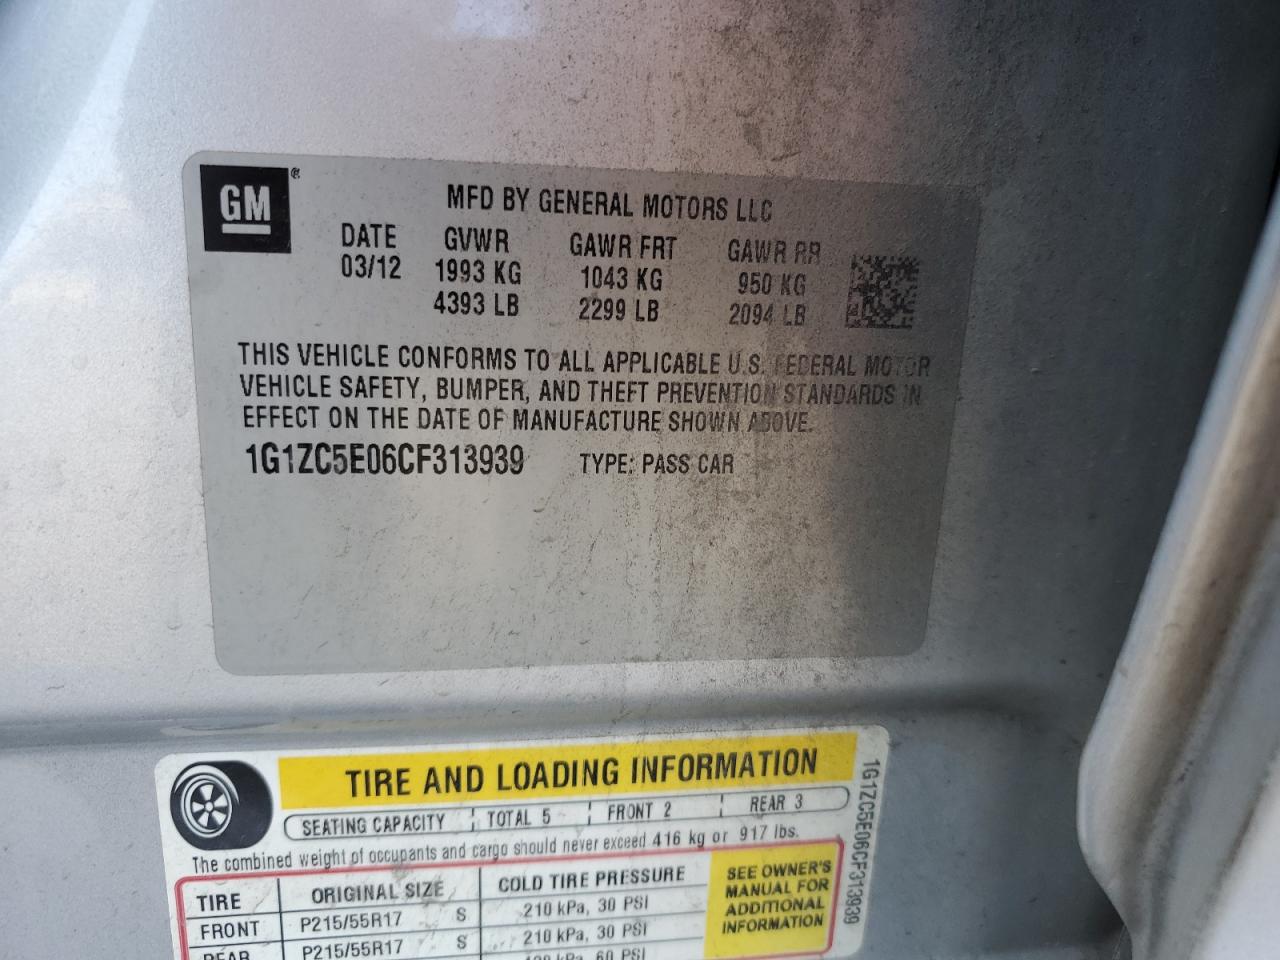 GM ®
MFD BY GENERAL MOTORS LLC
DATE GVWR GAWR FRT GAWR RR
03/12 1993 KG 1043 KG 950 KG
4393 LB 2299 LB 2094 LB
THIS VEHICLE CONFORMS TO ALL APPLICABLE U.S. FEDERAL MOTOR
VEHICLE SAFETY, BUMPER, AND THEFT PREVENTION STANDARDS IN
EFFECT ON THE DATE OF MANUFACTURE SHOWN ABOVE.
1G1ZC5E06CF313939 TYPE: PASS CAR
TIRE AND LOADING INFORMATION
SEATING CAPACITY TOTAL 5 FRONT 2 REAR 3
The combined weight of occupants and cargo should never exceed 416 kg or 917 lbs.
TIRE ORIGINAL SIZE COLD TIRE PRESSURE
FRONT P215/55R17 S 210 kPa, 30 PSI
REAR P215/55R17 S 210 kPa, 30 PSI
60 PSI
SEE OWNER'S
MANUAL FOR
ADDITIONAL
INFORMATION
1G1ZC5E06CF313939